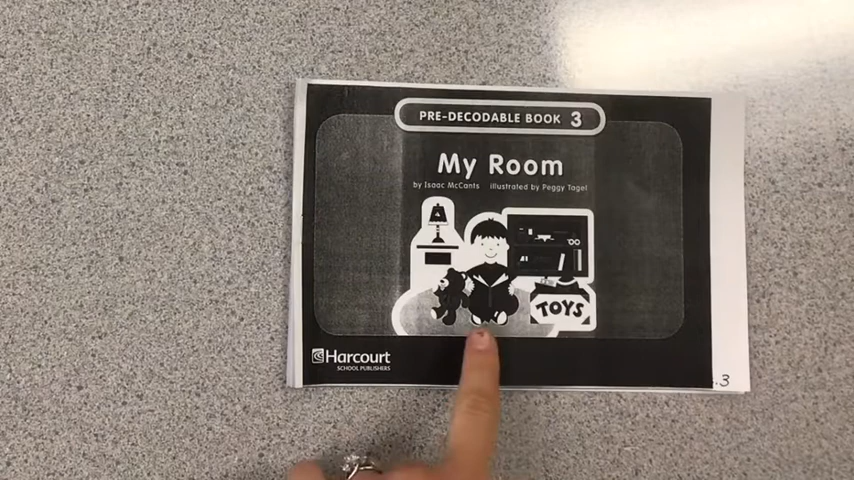 PRE-DECODABLE BOOK 3
My Room
by Isaac McCants illustrated by Peggy Tagel
TOYS
Harcourt
SCHOOL PUBLISHERS
.3